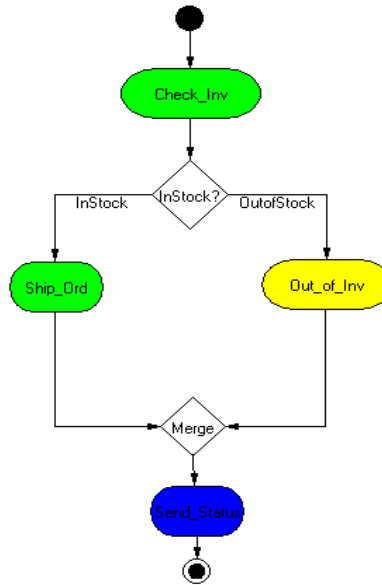 Check_Inv
InStock?
InStock
OutofStock
Ship_Ord
Out_of_Inv
Merge
Send_Status